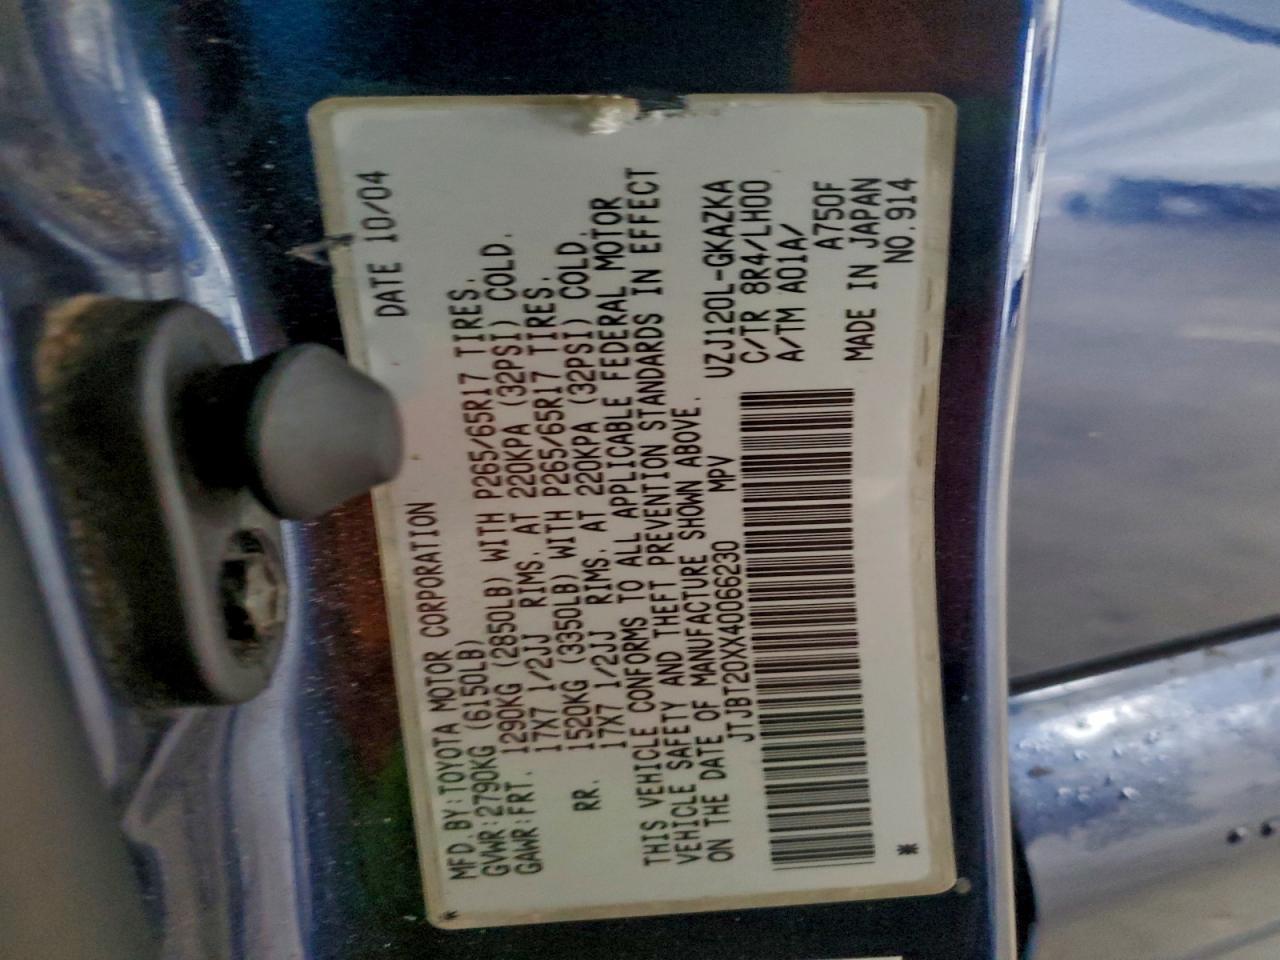 MFD.BY:TOYOTA MOTOR CORPORATION DATE 10/04
GVWR:2790KG (6150LB)
GAWR:FRT. 1290KG (2850LB) WITH P265/65R17 TIRES.
17X7 1/2JJ RIMS. AT 220KPA (32PSI) COLD.
RR. 1520KG (3350LB) WITH P265/65R17 TIRES.
17X7 1/2JJ RIMS. AT 220KPA (32PSI) COLD.
THIS VEHICLE CONFORMS TO ALL APPLICABLE FEDERAL MOTOR
VEHICLE SAFETY AND THEFT PREVENTION STANDARDS IN EFFECT
ON THE DATE OF MANUFACTURE SHOWN ABOVE.
JTJBT20XX40066230 MPV
UZJ120L-GKAZKA
C/TR 8R4/LH00
A/TM A01A/
A750F
MADE IN JAPAN
NO.914